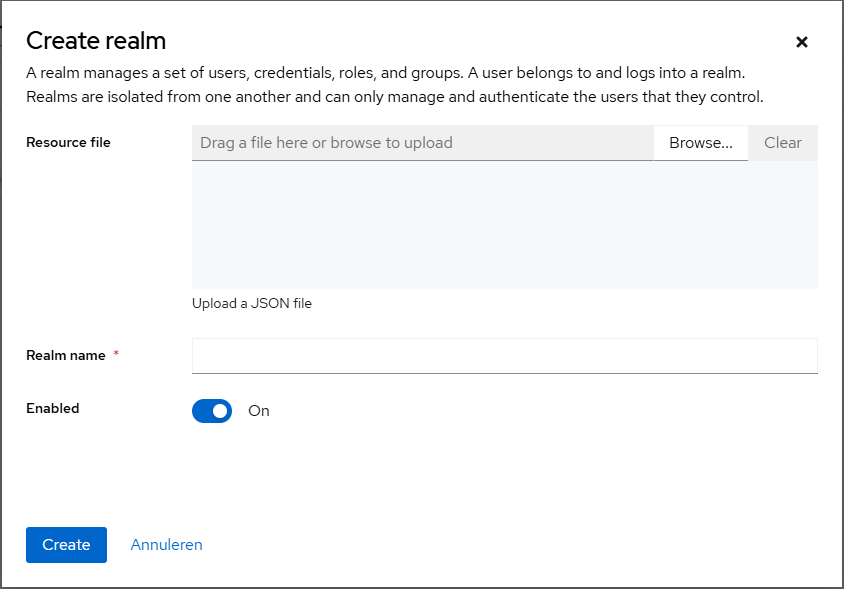 Create realm
A realm manages a set of users, credentials, roles, and groups. A user belongs to and logs into a realm.
Realms are isolated from one another and can only manage and authenticate the users that they control.
Resource file
Drag a file here or browse to upload
Browse...
Clear
Upload a JSON file
Realm name *
Enabled
On
Create
Annuleren